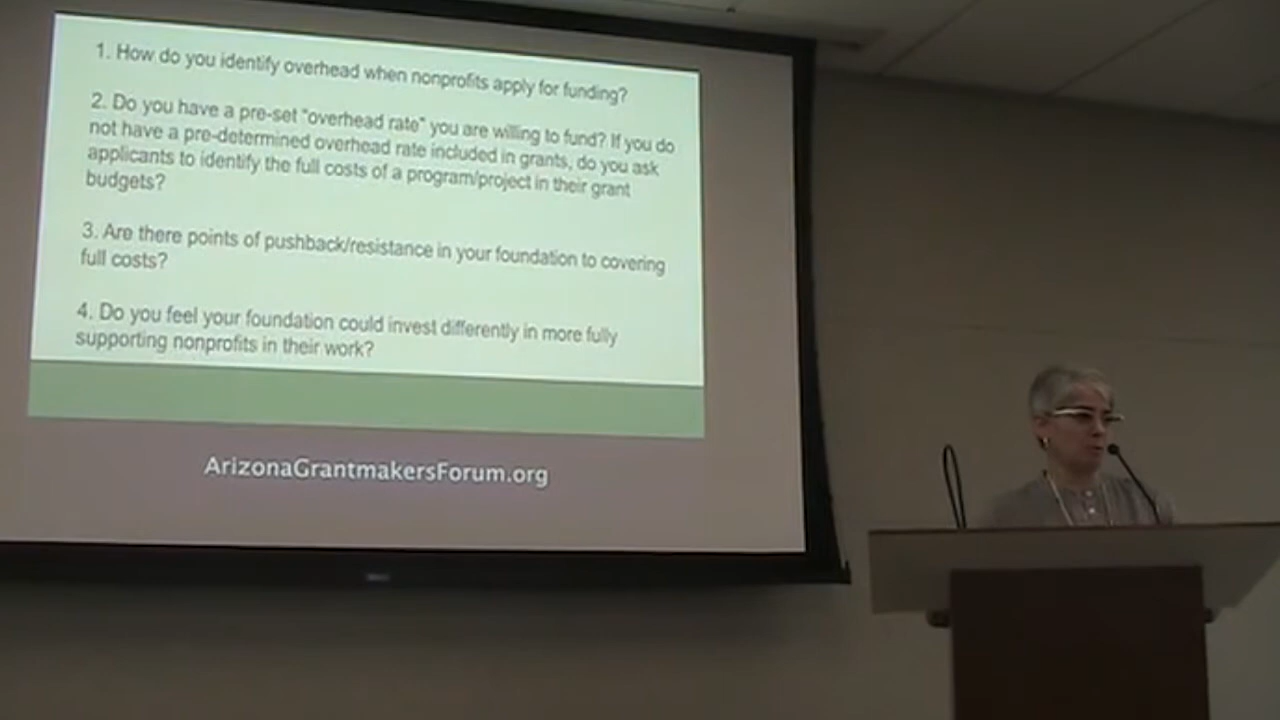 1. How do you identify overhead when nonprofits apply for funding?
2. Do you have a pre-set "overhead rate" you are willing to fund? If you do
not have a pre-determined overhead rate included in grants, do you ask
applicants to identify the full costs of a program/project in their grant
budgets?
3. Are there points of pushback/resistance in your foundation to covering
full costs?
4. Do you feel your foundation could invest differently in more fully
supporting nonprofits in their work?
ArizonaGrantmakersForum.org